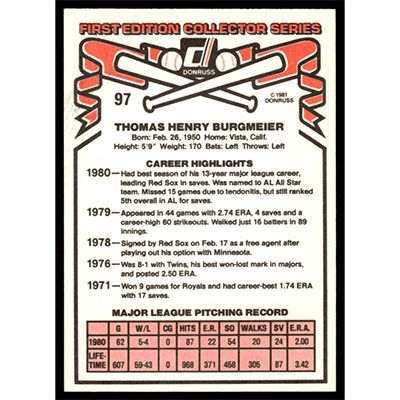 FIRST EDITION COLLECTOR SERIES
DONRUSS
97
© 1981
DONRUSS
THOMAS HENRY BURGMEIER
Born: Feb. 26, 1950 Home: Vista, Calif.
Height: 5'9" Weight: 170 Bats: Left Throws: Left
CAREER HIGHLIGHTS
1980—Had best season of his 13-year major league career,
leading Red Sox in saves. Was named to AL All Star
team. Missed 15 games due to tendonitis, but still ranked
5th overall in AL for saves.
1979—Appeared in 44 games with 2.74 ERA, 4 saves and a
career-high 60 strikeouts. Walked just 16 batters in 89
innings.
1978—Signed by Red Sox on Feb. 17 as a free agent after
playing out his option with Minnesota.
1976—Was 8-1 with Twins, his best won-lost mark in majors,
and posted 2.50 ERA.
1971—Won 9 games for Royals and had career-best 1.74 ERA
with 17 saves.
MAJOR LEAGUE PITCHING RECORD
G W/L CG HITS E.R. SO WALKS SV E.R.A.
1980 62 5-4 0 87 22 54 20 24 2.00
LIFE-
TIME 607 59-43 0 968 371 458 305 87 3.42